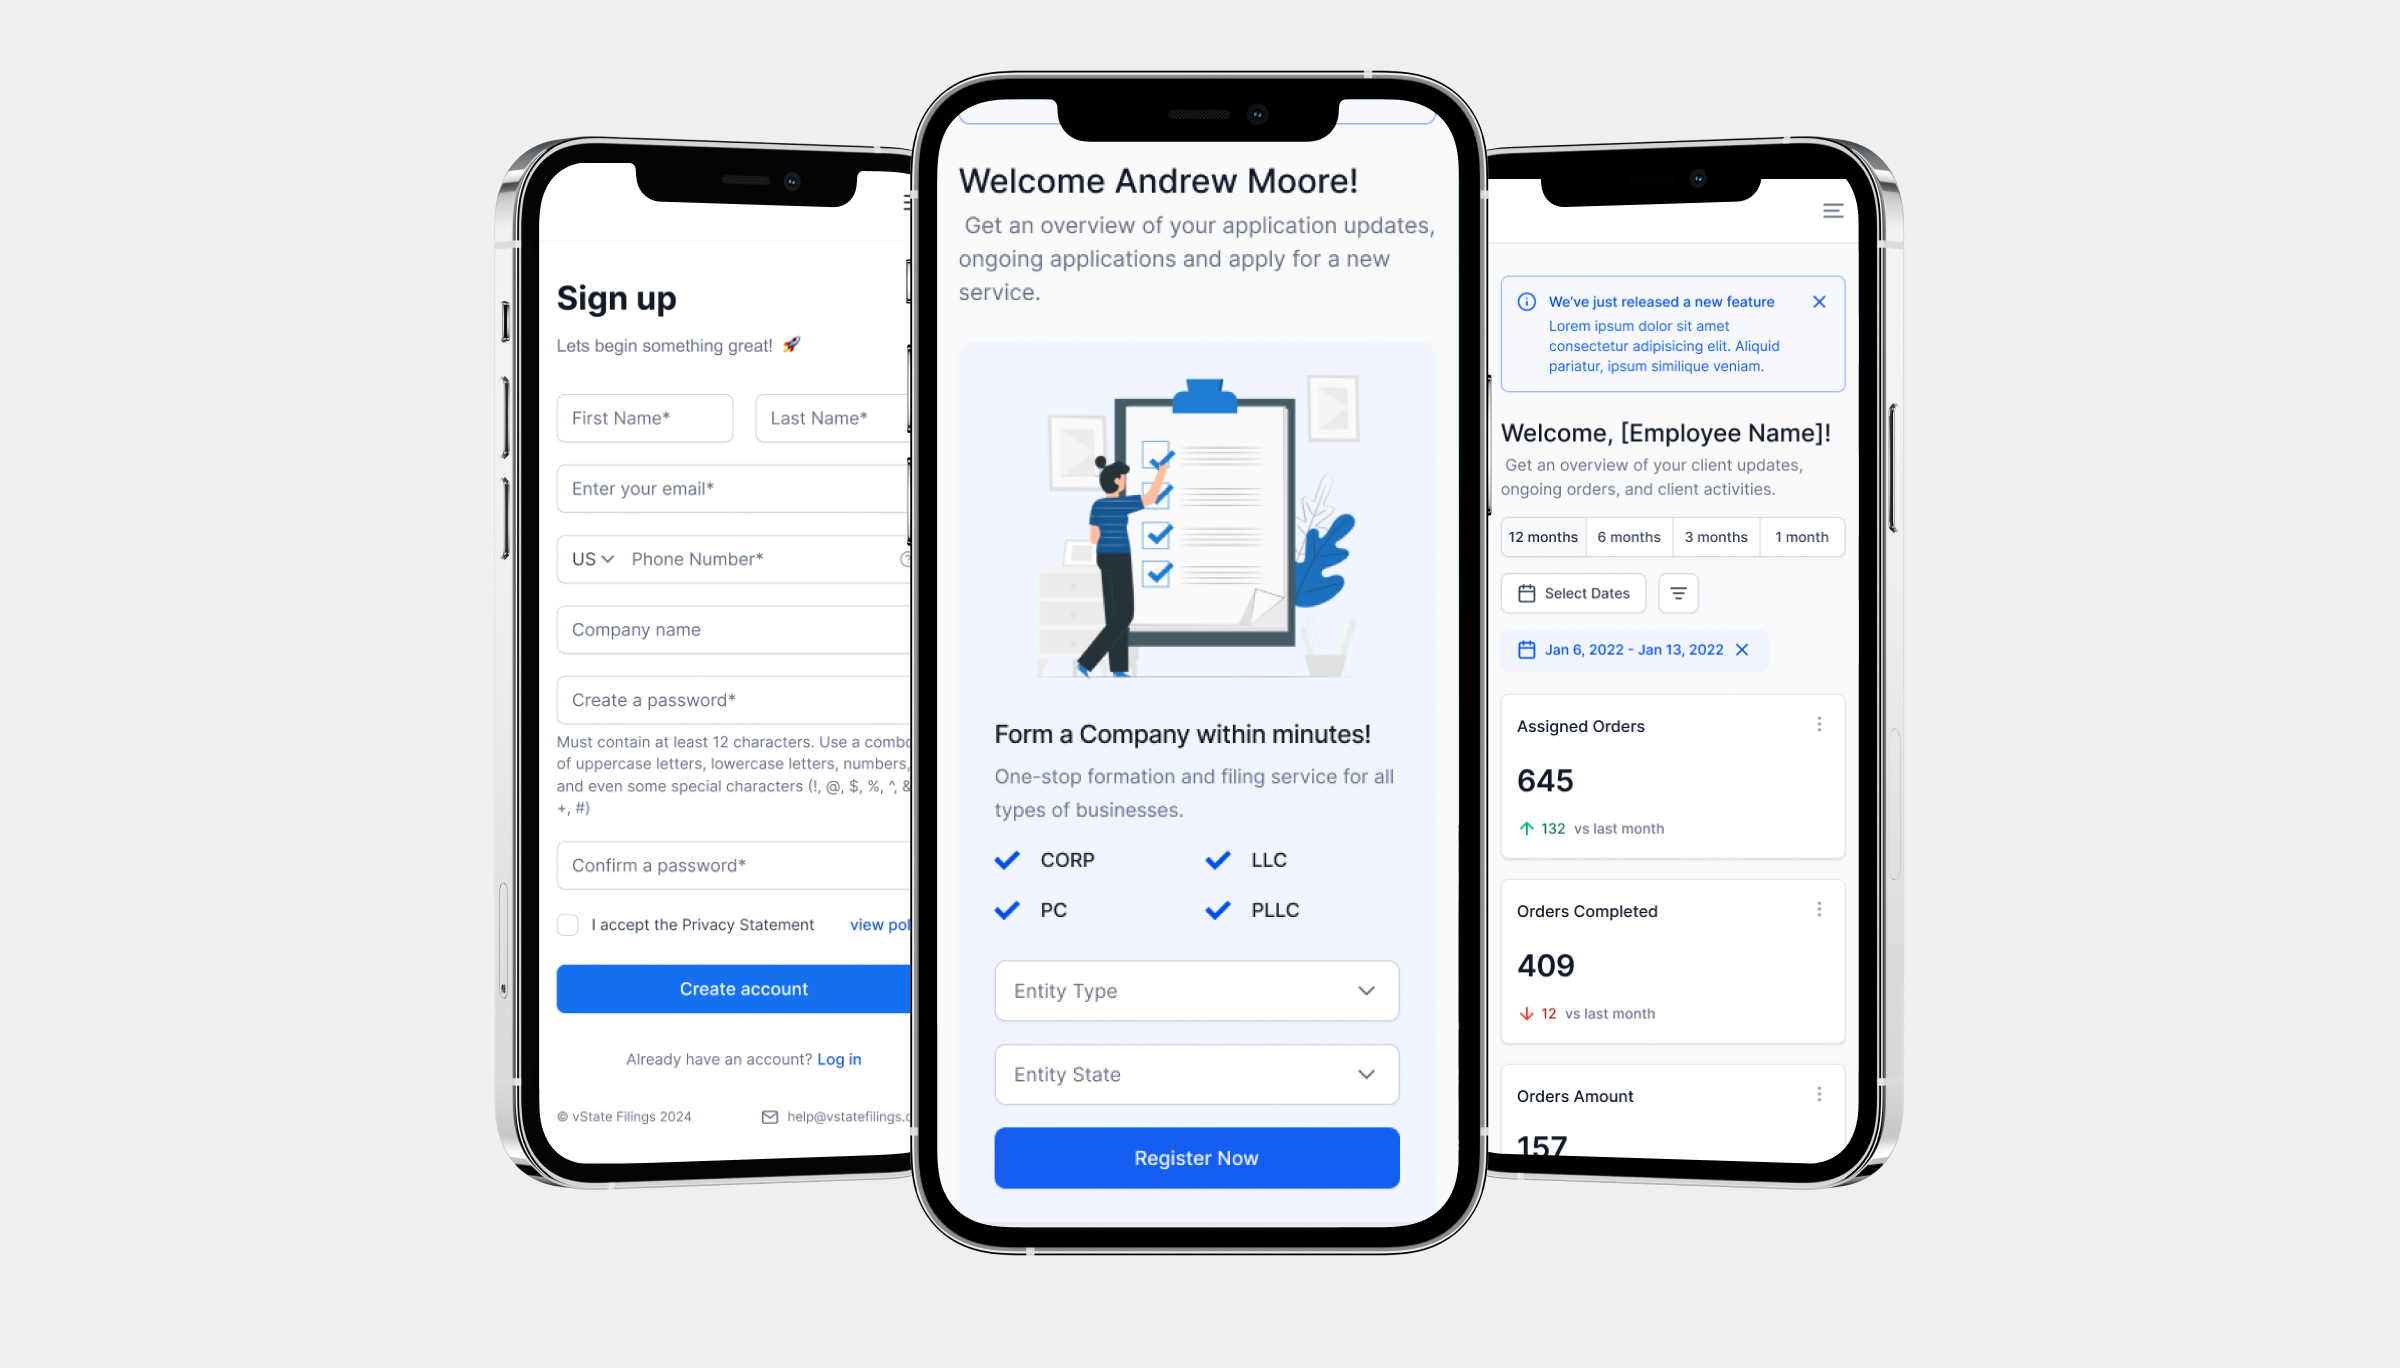 Sign up
Lets begin something great! 🚀
First Name*
Last Name*
Enter your email*
US
Phone Number*
Company name
Create a password*
Must contain at least 12 characters. Use a combo
of uppercase letters, lowercase letters, numbers,
and even some special characters (!, @, $, %, ^, &
+, #)
Confirm a password*
I accept the Privacy Statement
view pol
Create account
Already have an account? Log in
© vState Filings 2024
help@vstatefilings.c
Welcome Andrew Moore!
Get an overview of your application updates,
ongoing applications and apply for a new
service.
Form a Company within minutes!
One-stop formation and filing service for all
types of businesses.
CORP
LLC
PC
PLLC
Entity Type
Entity State
Register Now
We've just released a new feature
Lorem ipsum dolor sit amet
consectetur adipisicing elit. Aliquid
pariatur, ipsum similique veniam.
Welcome, [Employee Name]!
Get an overview of your client updates,
ongoing orders, and client activities.
12 months
6 months
3 months
1 month
Select Dates
Jan 6, 2022 - Jan 13, 2022
Assigned Orders
645
132 vs last month
Orders Completed
409
12 vs last month
Orders Amount
157